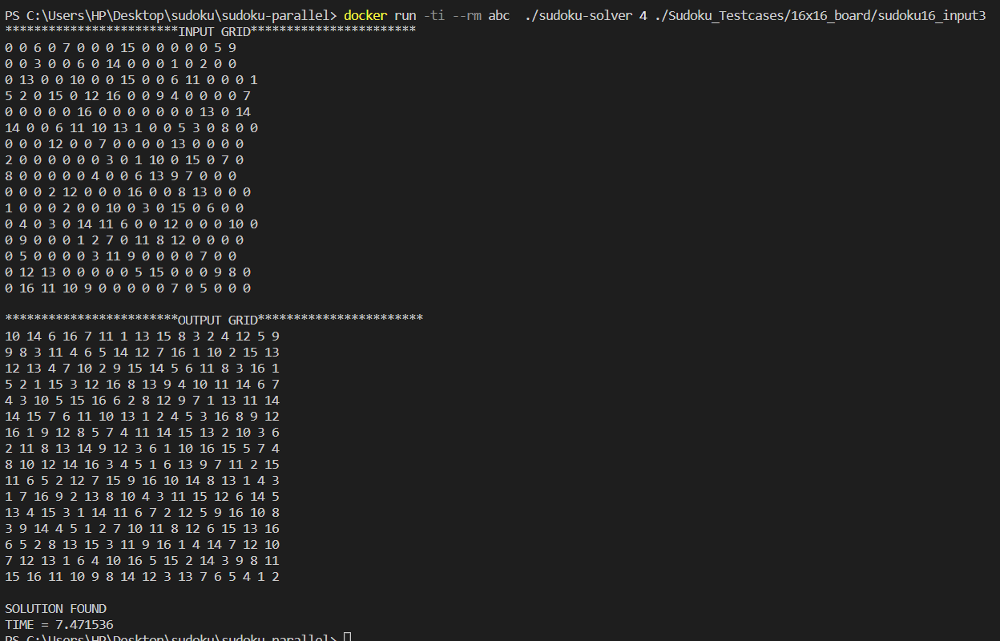 PS C:\Users\HP\Desktop\sudoku\sudoku-parallel> docker run -ti --rm abc  ./sudoku-solver 4 ./Sudoku_Testcases/16x16_board/sudoku16_input3
************************INPUT GRID***********************
0 0 6 0 7 0 0 0 15 0 0 0 0 0 5 9
0 0 3 0 0 6 0 14 0 0 0 1 0 2 0 0
0 13 0 0 10 0 0 15 0 0 6 11 0 0 0 1
5 2 0 15 0 12 16 0 0 9 4 0 0 0 0 7
0 0 0 0 0 16 0 0 0 0 0 0 0 13 0 14
14 0 0 6 11 10 13 1 0 0 5 3 0 8 0 0
0 0 0 12 0 0 7 0 0 0 0 13 0 0 0 0
2 0 0 0 0 0 0 3 0 1 10 0 15 0 7 0
8 0 0 0 0 0 4 0 0 6 13 9 7 0 0 0
0 0 0 2 12 0 0 0 16 0 0 8 13 0 0 0
1 0 0 0 2 0 0 10 0 3 0 15 0 6 0 0
0 4 0 3 0 14 11 6 0 0 12 0 0 0 10 0
0 9 0 0 0 1 2 7 0 11 8 12 0 0 0 0
0 5 0 0 0 0 3 11 9 0 0 0 0 7 0 0
0 12 13 0 0 0 0 0 5 15 0 0 0 9 8 0
0 16 11 10 9 0 0 0 0 0 7 0 5 0 0 0
************************OUTPUT GRID***********************
10 14 6 16 7 11 1 13 15 8 3 2 4 12 5 9
9 8 3 11 4 6 5 14 12 7 16 1 10 2 15 13
12 13 4 7 10 2 9 15 14 5 6 11 8 3 16 1
5 2 1 15 3 12 16 8 13 9 4 10 11 14 6 7
4 3 10 5 15 16 6 2 8 12 9 7 1 13 11 14
14 15 7 6 11 10 13 1 2 4 5 3 16 8 9 12
16 1 9 12 8 5 7 4 11 14 15 13 2 10 3 6
2 11 8 13 14 9 12 3 6 1 10 16 15 5 7 4
8 10 12 14 16 3 4 5 1 6 13 9 7 11 2 15
11 6 5 2 12 7 15 9 16 10 14 8 13 1 4 3
1 7 16 9 2 13 8 10 4 3 11 15 12 6 14 5
13 4 15 3 1 14 11 6 7 2 12 5 9 16 10 8
3 9 14 4 5 1 2 7 10 11 8 12 6 15 13 16
6 5 2 8 13 15 3 11 9 16 1 4 14 7 12 10
7 12 13 1 6 4 10 16 5 15 2 14 3 9 8 11
15 16 11 10 9 8 14 12 3 13 7 6 5 4 1 2
SOLUTION FOUND
TIME = 7.471536
PS C:\Users\HP\Desktop\sudoku\sudoku-parallel>